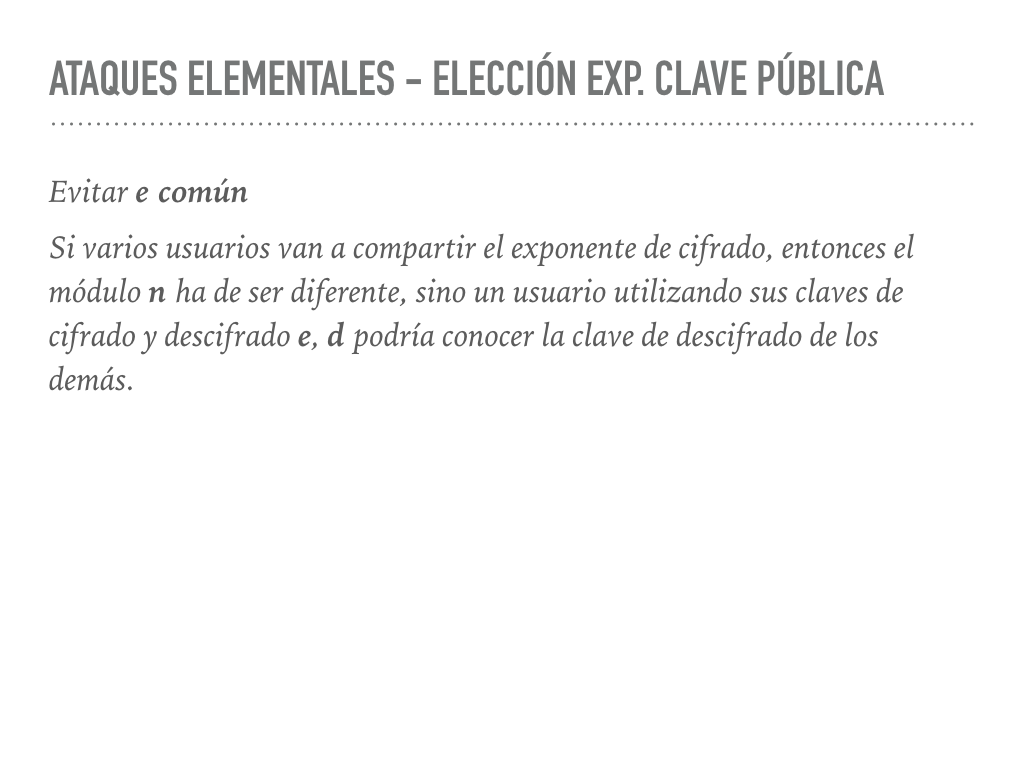 ATAQUES ELEMENTALES – ELECCIÓN EXP. CLAVE PÚBLICA
Evitar e común
Si varios usuarios van a compartir el exponente de cifrado, entonces el
módulo n ha de ser diferente, sino un usuario utilizando sus claves de
cifrado y descifrado e, d podría conocer la clave de descifrado de los
demás.